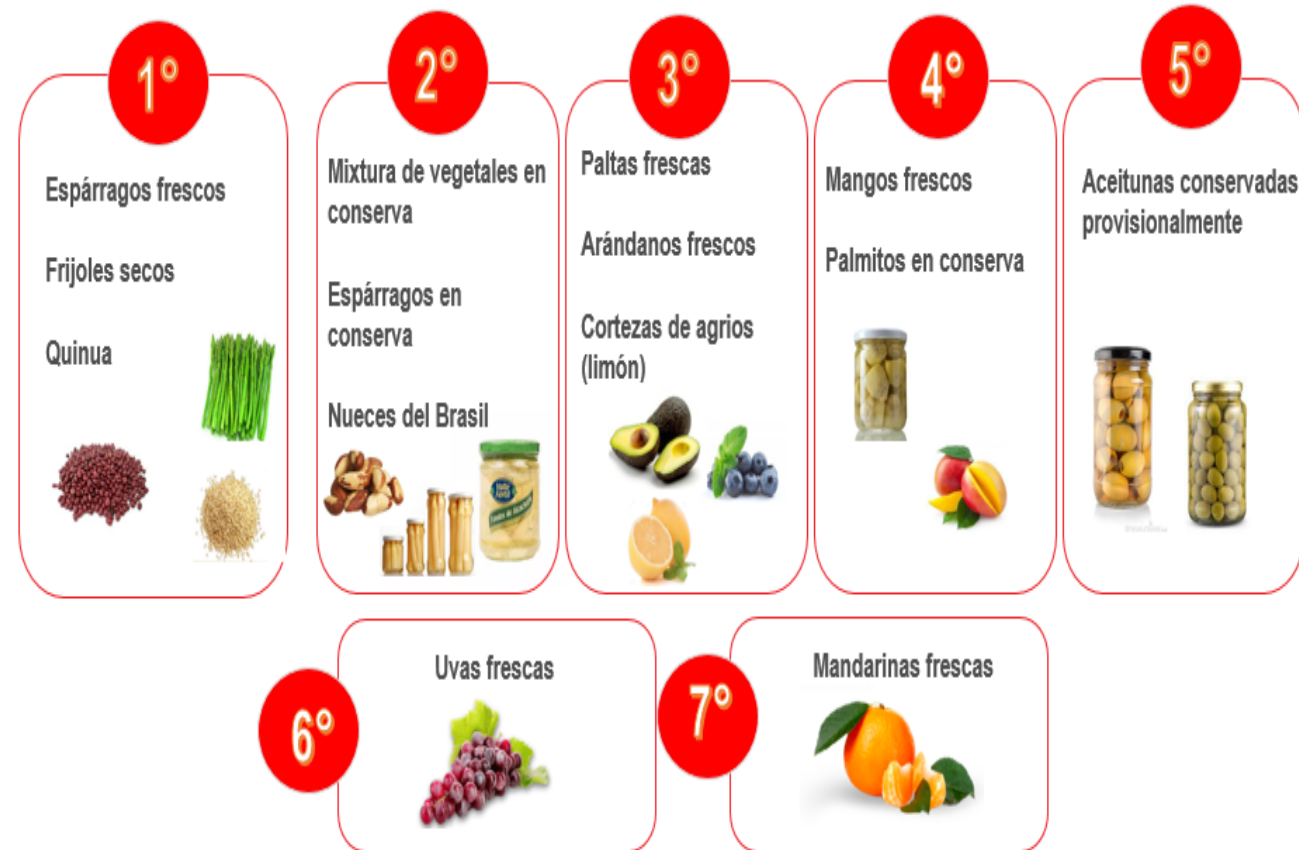 1°
Espárragos frescos
Frijoles secos
Quinua
2°
Mixtura de vegetales en
conserva
Espárragos en
conserva
Nueces del Brasil
3°
Paltas frescas
Arándanos frescos
Cortezas de agrios
(limón)
4°
Mangos frescos
Palmitos en conserva
5°
Aceitunas conservadas
provisionalmente
6°
Uvas frescas
7°
Mandarinas frescas